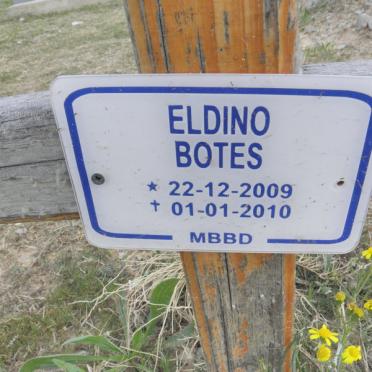 ELDINO
BOTES
★ 22-12-2009
✝ 01-01-2010
MBBD